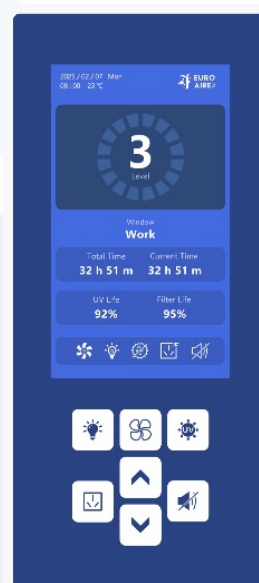 2025/02/07 Mon
08:00 23℃
EURO
AIRE
3
Level
Window
Work
Total Time Current Time
32 h 51 m 32 h 51 m
UV Life Filter Life
92% 95%
UV